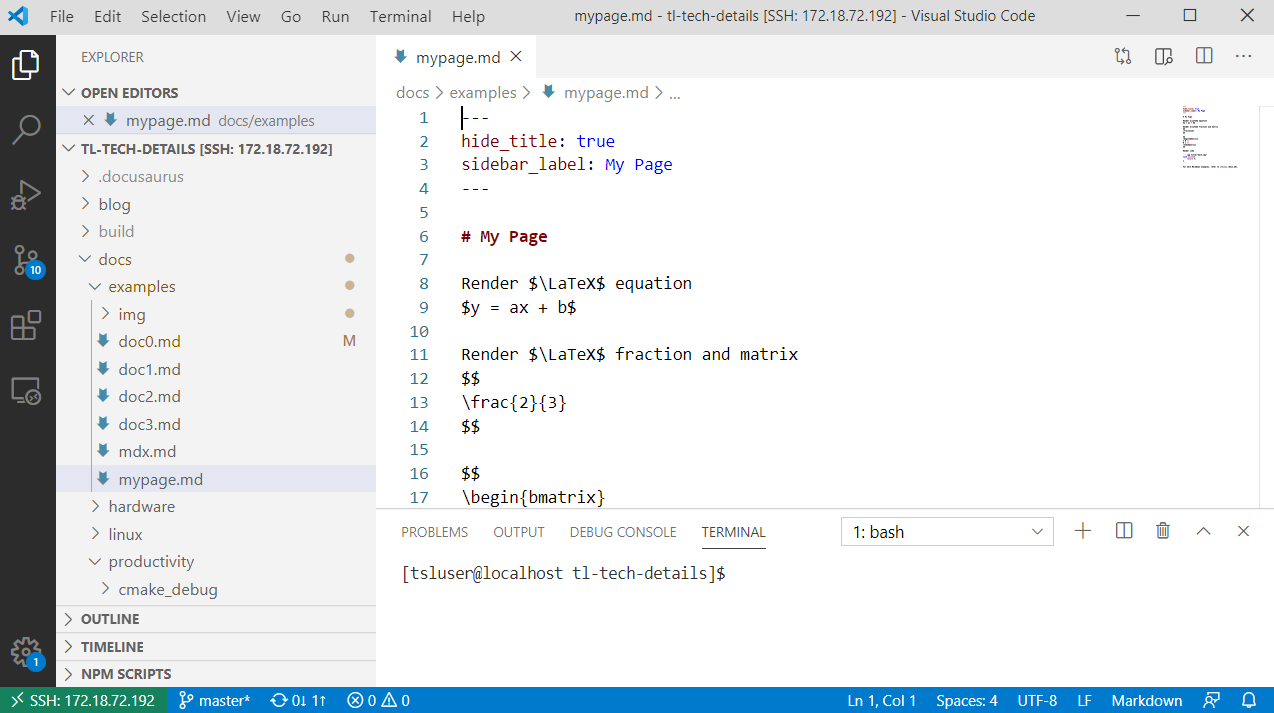 File Edit Selection View Go Run Terminal Help mypage.md - tl-tech-details [SSH: 172.18.72.192] - Visual Studio Code
EXPLORER
OPEN EDITORS
mypage.md docs/examples
TL-TECH-DETAILS [SSH: 172.18.72.192]
.docusaurus
blog
build
docs
examples
img
doc0.md M
doc1.md
doc2.md
doc3.md
mdx.md
mypage.md
hardware
linux
productivity
cmake_debug
OUTLINE
TIMELINE
NPM SCRIPTS
10
1
mypage.md
docs > examples > mypage.md > ...
1 ---
2 hide_title: true
3 sidebar_label: My Page
4 ---
5
6 # My Page
7
8 Render $\LaTeX$ equation
9 $y = ax + b$
10
11 Render $\LaTeX$ fraction and matrix
12 $$
13 \frac{2}{3}
14 $$
15
16 $$
17 \begin{bmatrix}
PROBLEMS OUTPUT DEBUG CONSOLE TERMINAL 1: bash
[tsluser@localhost tl-tech-details]$
SSH: 172.18.72.192 master* 0↓ 1↑ 0 0 Ln 1, Col 1 Spaces: 4 UTF-8 LF Markdown